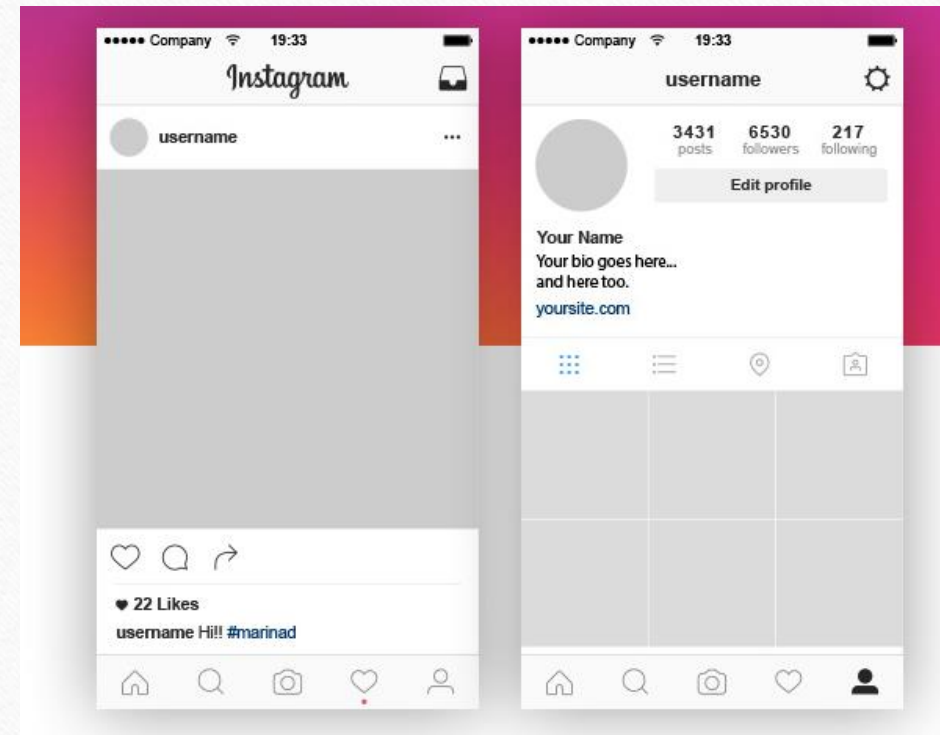 Company 19:33
Instagram
username
22 Likes
username Hi!! #marinad
Company 19:33
username
3431 6530 217
posts followers following
Edit profile
Your Name
Your bio goes here...
and here too.
yoursite.com